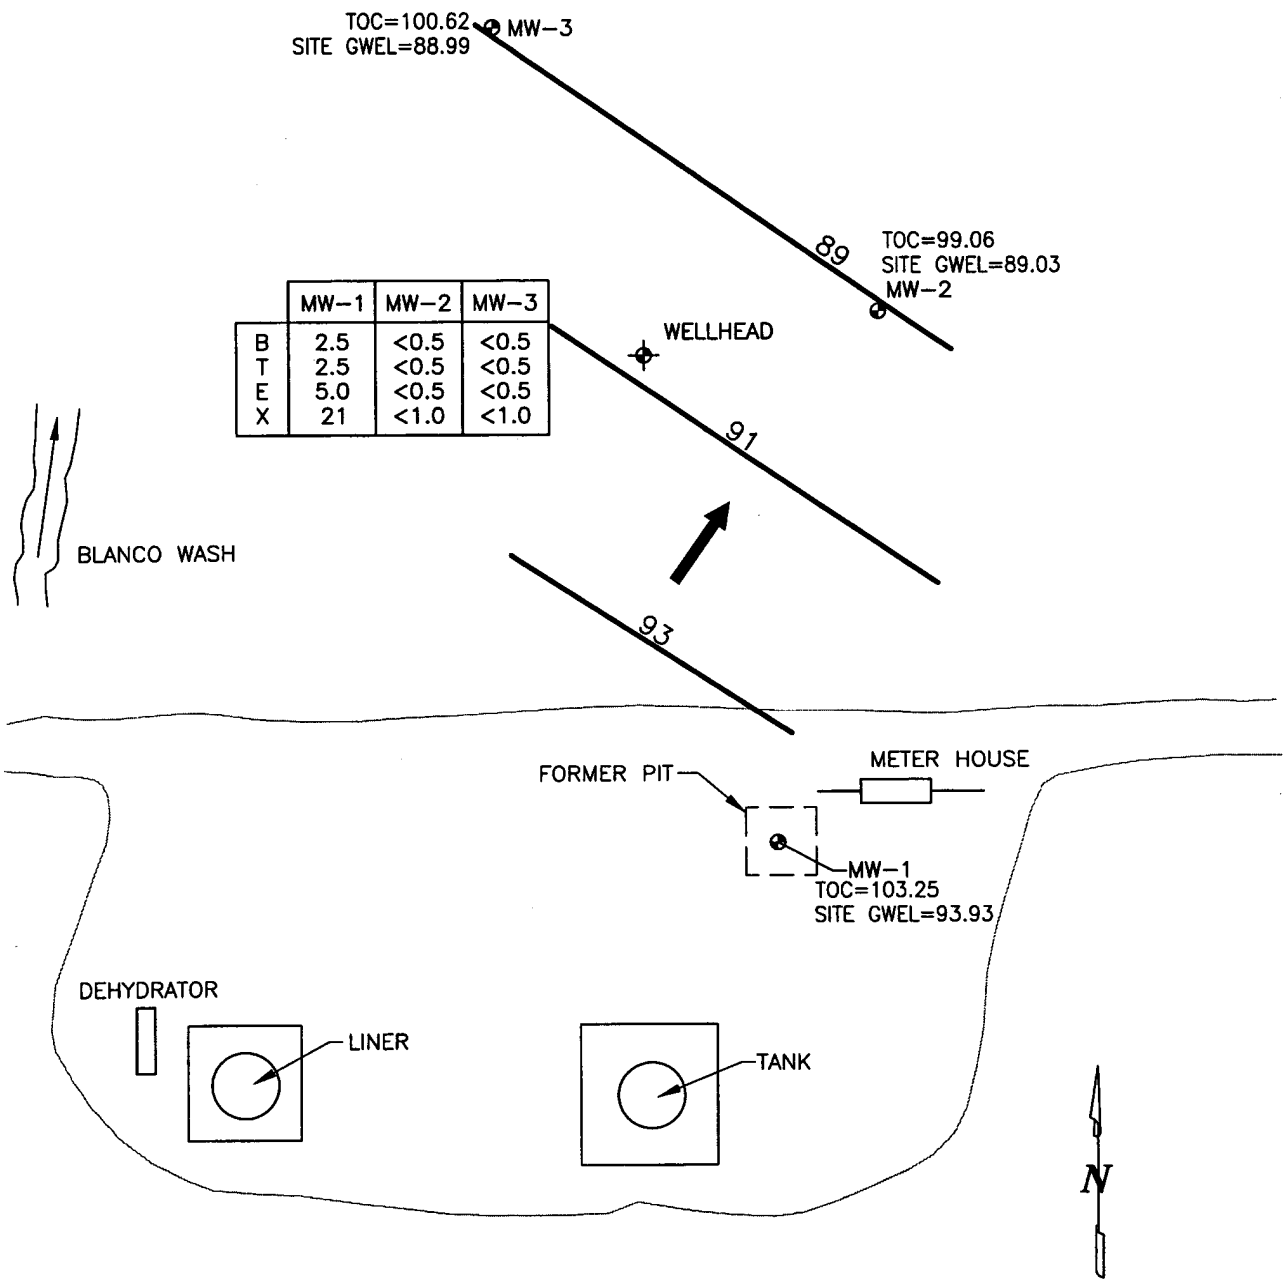 TOC=100.62
SITE GWEL=88.99
MW-3
89
TOC=99.06
SITE GWEL=89.03
MW-2
WELLHEAD
MW-1 MW-2 MW-3
B 2.5 <0.5 <0.5
T 2.5 <0.5 <0.5
E 5.0 <0.5 <0.5
X 21 <1.0 <1.0
91
BLANCO WASH
93
FORMER PIT
METER HOUSE
MW-1
TOC=103.25
SITE GWEL=93.93
DEHYDRATOR
LINER
TANK
N